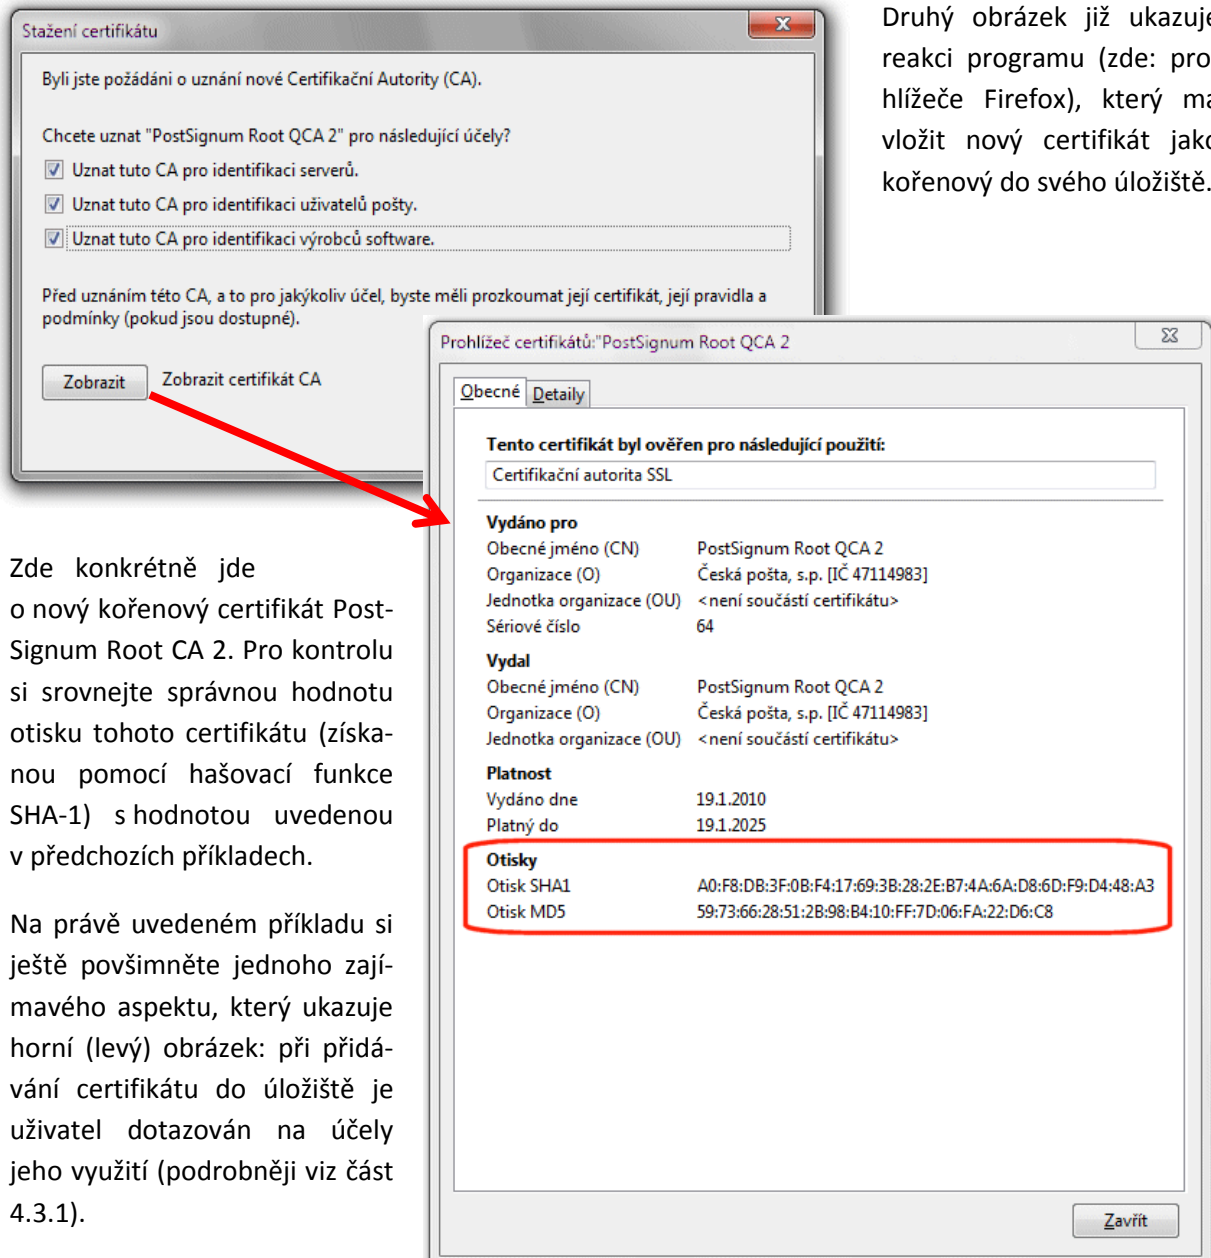 Stažení certifikátu
Byli jste požádáni o uznání nové Certifikační Autority (CA).
Chcete uznat "PostSignum Root QCA 2" pro následující účely?
Uznat tuto CA pro identifikaci serverů.
Uznat tuto CA pro identifikaci uživatelů pošty.
Uznat tuto CA pro identifikaci výrobců software.
Před uznáním této CA, a to pro jakýkoliv účel, byste měli prozkoumat její certifikát, její pravidla a
podmínky (pokud jsou dostupné).
Zobrazit Zobrazit certifikát CA
Druhý obrázek již ukazuje
reakci programu (zde: pro
hlížeče Firefox), který má
vložit nový certifikát jako
kořenový do svého úložiště.
Prohlížeč certifikátů:"PostSignum Root QCA 2
Obecné Detaily
Tento certifikát byl ověřen pro následující použití:
Certifikační autorita SSL
Vydáno pro
Obecné jméno (CN) PostSignum Root QCA 2
Organizace (O) Česká pošta, s.p. [IČ 47114983]
Jednotka organizace (OU) <není součástí certifikátu>
Sériové číslo 64
Vydal
Obecné jméno (CN) PostSignum Root QCA 2
Organizace (O) Česká pošta, s.p. [IČ 47114983]
Jednotka organizace (OU) <není součástí certifikátu>
Platnost
Vydáno dne 19.1.2010
Platný do 19.1.2025
Otisky
Otisk SHA1 A0:F8:DB:3F:0B:F4:17:69:3B:28:2E:B7:4A:6A:D8:6D:F9:D4:48:A3
Otisk MD5 59:73:66:28:51:2B:98:B4:10:FF:7D:06:FA:22:D6:C8
Zavřít
Zde konkrétně jde
o nový kořenový certifikát Post-
Signum Root CA 2. Pro kontrolu
si srovnejte správnou hodnotu
otisku tohoto certifikátu (získa-
nou pomocí hašovací funkce
SHA-1) s hodnotou uvedenou
v předchozích příkladech.
Na právě uvedeném příkladu si
ještě povšimněte jednoho zají-
mavého aspektu, který ukazuje
horní (levý) obrázek: při přidá-
vání certifikátu do úložiště je
uživatel dotazován na účely
jeho využití (podrobněji viz část
4.3.1).